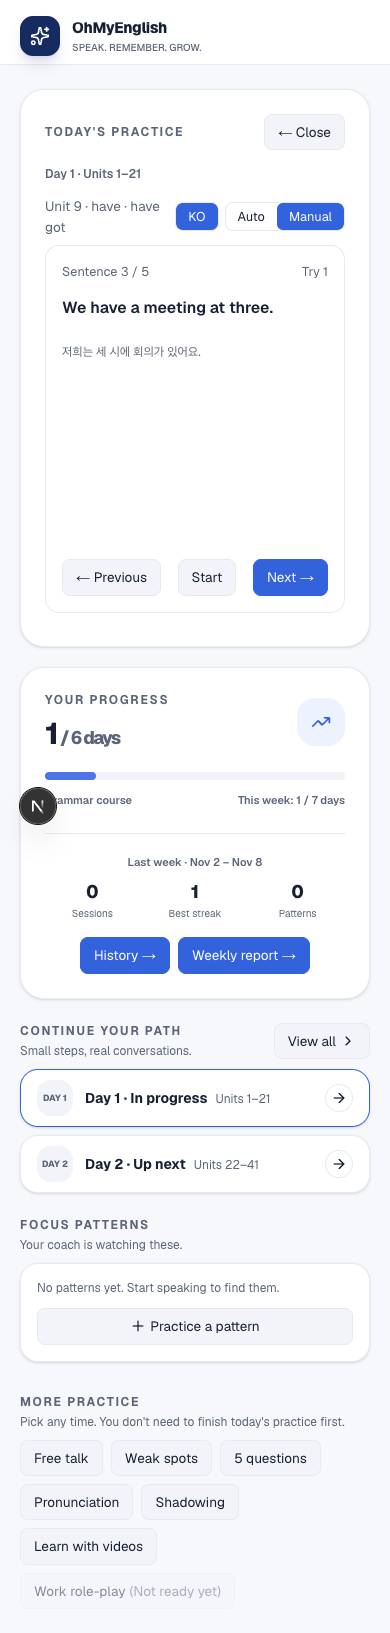 OhMyEnglish
SPEAK. REMEMBER. GROW.
TODAY'S PRACTICE
← Close
Day 1 · Units 1–21
Unit 9 · have · have got
KO
Auto
Manual
Sentence 3 / 5
Try 1
We have a meeting at three.
저희는 세 시에 회의가 있어요.
← Previous
Start
Next →
YOUR PROGRESS
1 / 6 days
N
ammar course
This week: 1 / 7 days
Last week · Nov 2 – Nov 8
0
1
0
Sessions
Best streak
Patterns
History →
Weekly report →
CONTINUE YOUR PATH
Small steps, real conversations.
View all
DAY 1
Day 1 · In progress
Units 1–21
DAY 2
Day 2 · Up next
Units 22–41
FOCUS PATTERNS
Your coach is watching these.
No patterns yet. Start speaking to find them.
+ Practice a pattern
MORE PRACTICE
Pick any time. You don't need to finish today's practice first.
Free talk
Weak spots
5 questions
Pronunciation
Shadowing
Learn with videos
Work role-play (Not ready yet)